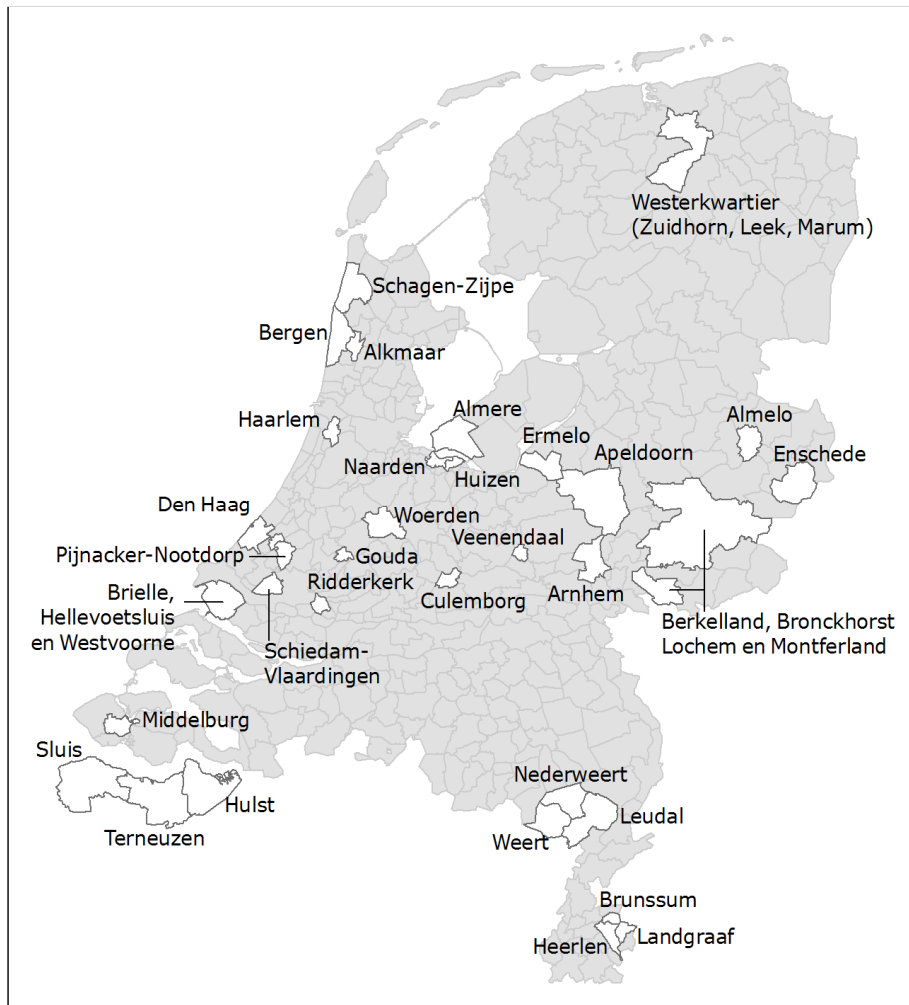 Westerkwartier
(Zuidhorn, Leek, Marum)
Schagen-Zijpe
Bergen
Alkmaar
Haarlem
Almere
Almelo
Ermelo
Apeldoorn
Enschede
Naarden
Huizen
Den Haag
Woerden
Veenendaal
Pijnacker-Nootdorp
Gouda
Ridderkerk
Culemborg
Arnhem
Brielle,
Hellevoetsluis
en Westvoorne
Berkelland, Bronckhorst
Lochem en Montferland
Schiedam-
Vlaardingen
Middelburg
Sluis
Hulst
Terneuzen
Nederweert
Leudal
Weert
Brunssum
Landgraaf
Heerlen